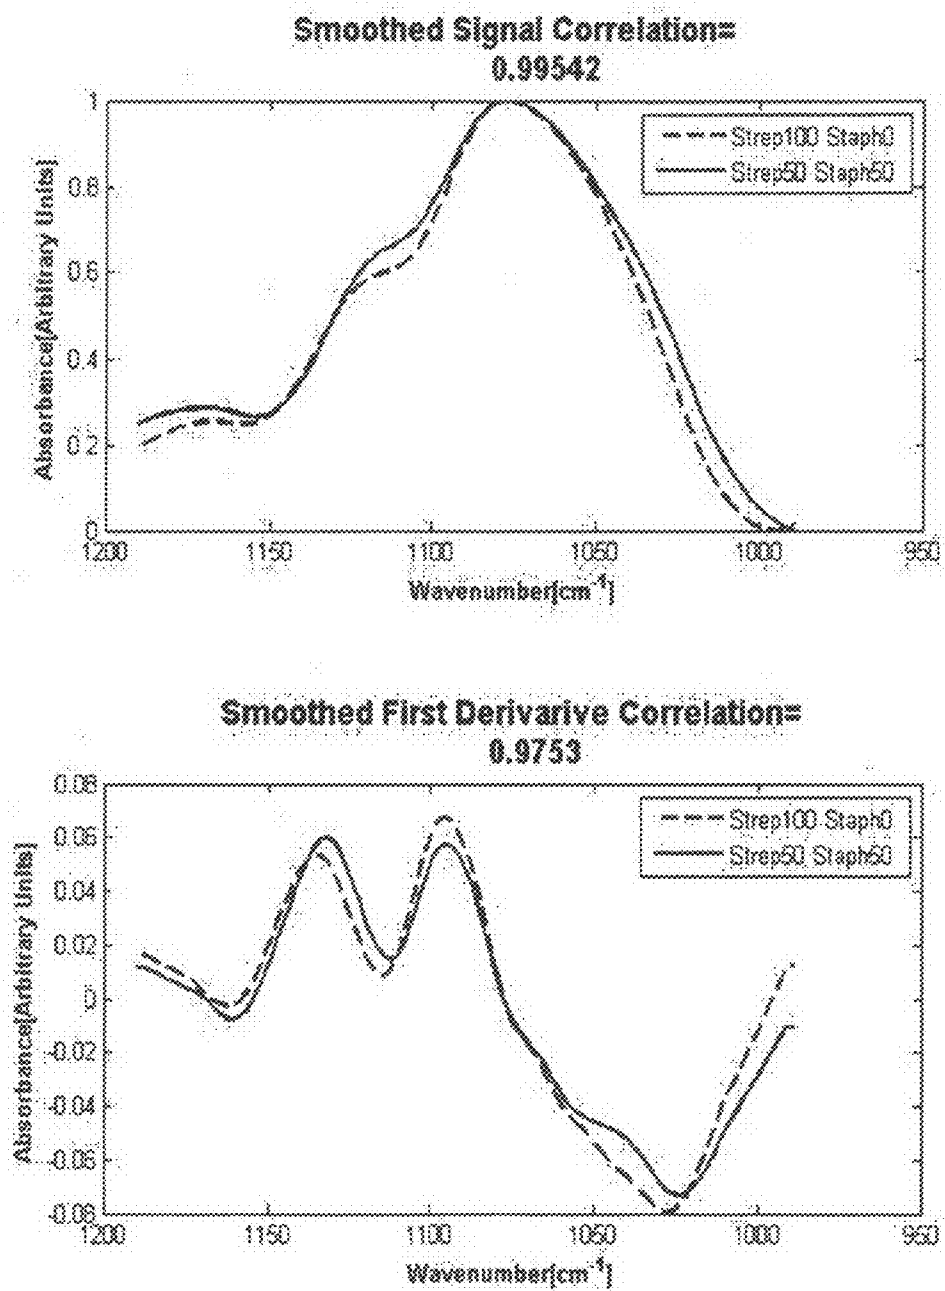 Smoothed Signal Correlation=
0.99542
1
0.8
0.6
0.4
0.2
0
Absorbance[Arbitrary Units]
Strep100 Staph0
Strep50 Staph50
1200 1150 1100 1050 1000 950
Wavenumber[cm-1]
Smoothed First Derivarive Correlation=
0.9753
0.08
0.06
0.04
0.02
0
-0.02
-0.04
-0.06
-0.08
Absorbance[Arbitrary Units]
Strep100 Staph0
Strep50 Staph50
1200 1150 1100 1050 1000 950
Wavenumber[cm-1]